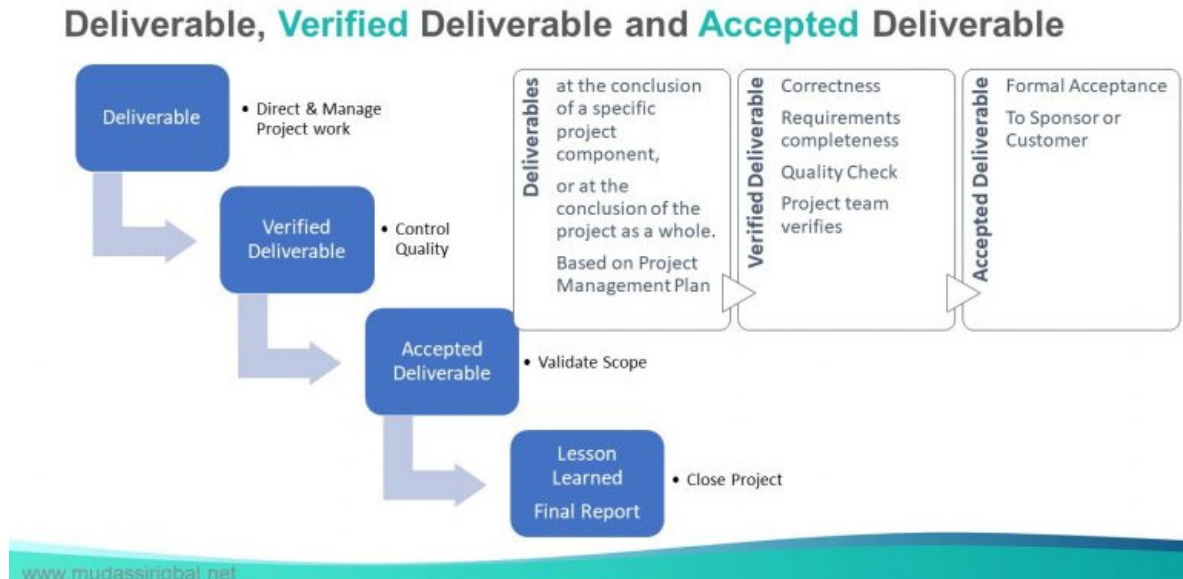 Deliverable, Verified Deliverable and Accepted Deliverable
Deliverable
• Direct & Manage
Project work
Verified
Deliverable
• Control
Quality
Accepted
Deliverable
• Validate Scope
Lesson
Learned
Final Report
• Close Project
Deliverables
at the conclusion
of a specific
project
component,
or at the
conclusion of the
project as a whole.
Based on Project
Management Plan
Verified Deliverable
Correctness
Requirements
completeness
Quality Check
Project team
verifies
Accepted Deliverable
Formal Acceptance
To Sponsor or
Customer
www.mudassiriqbal.net